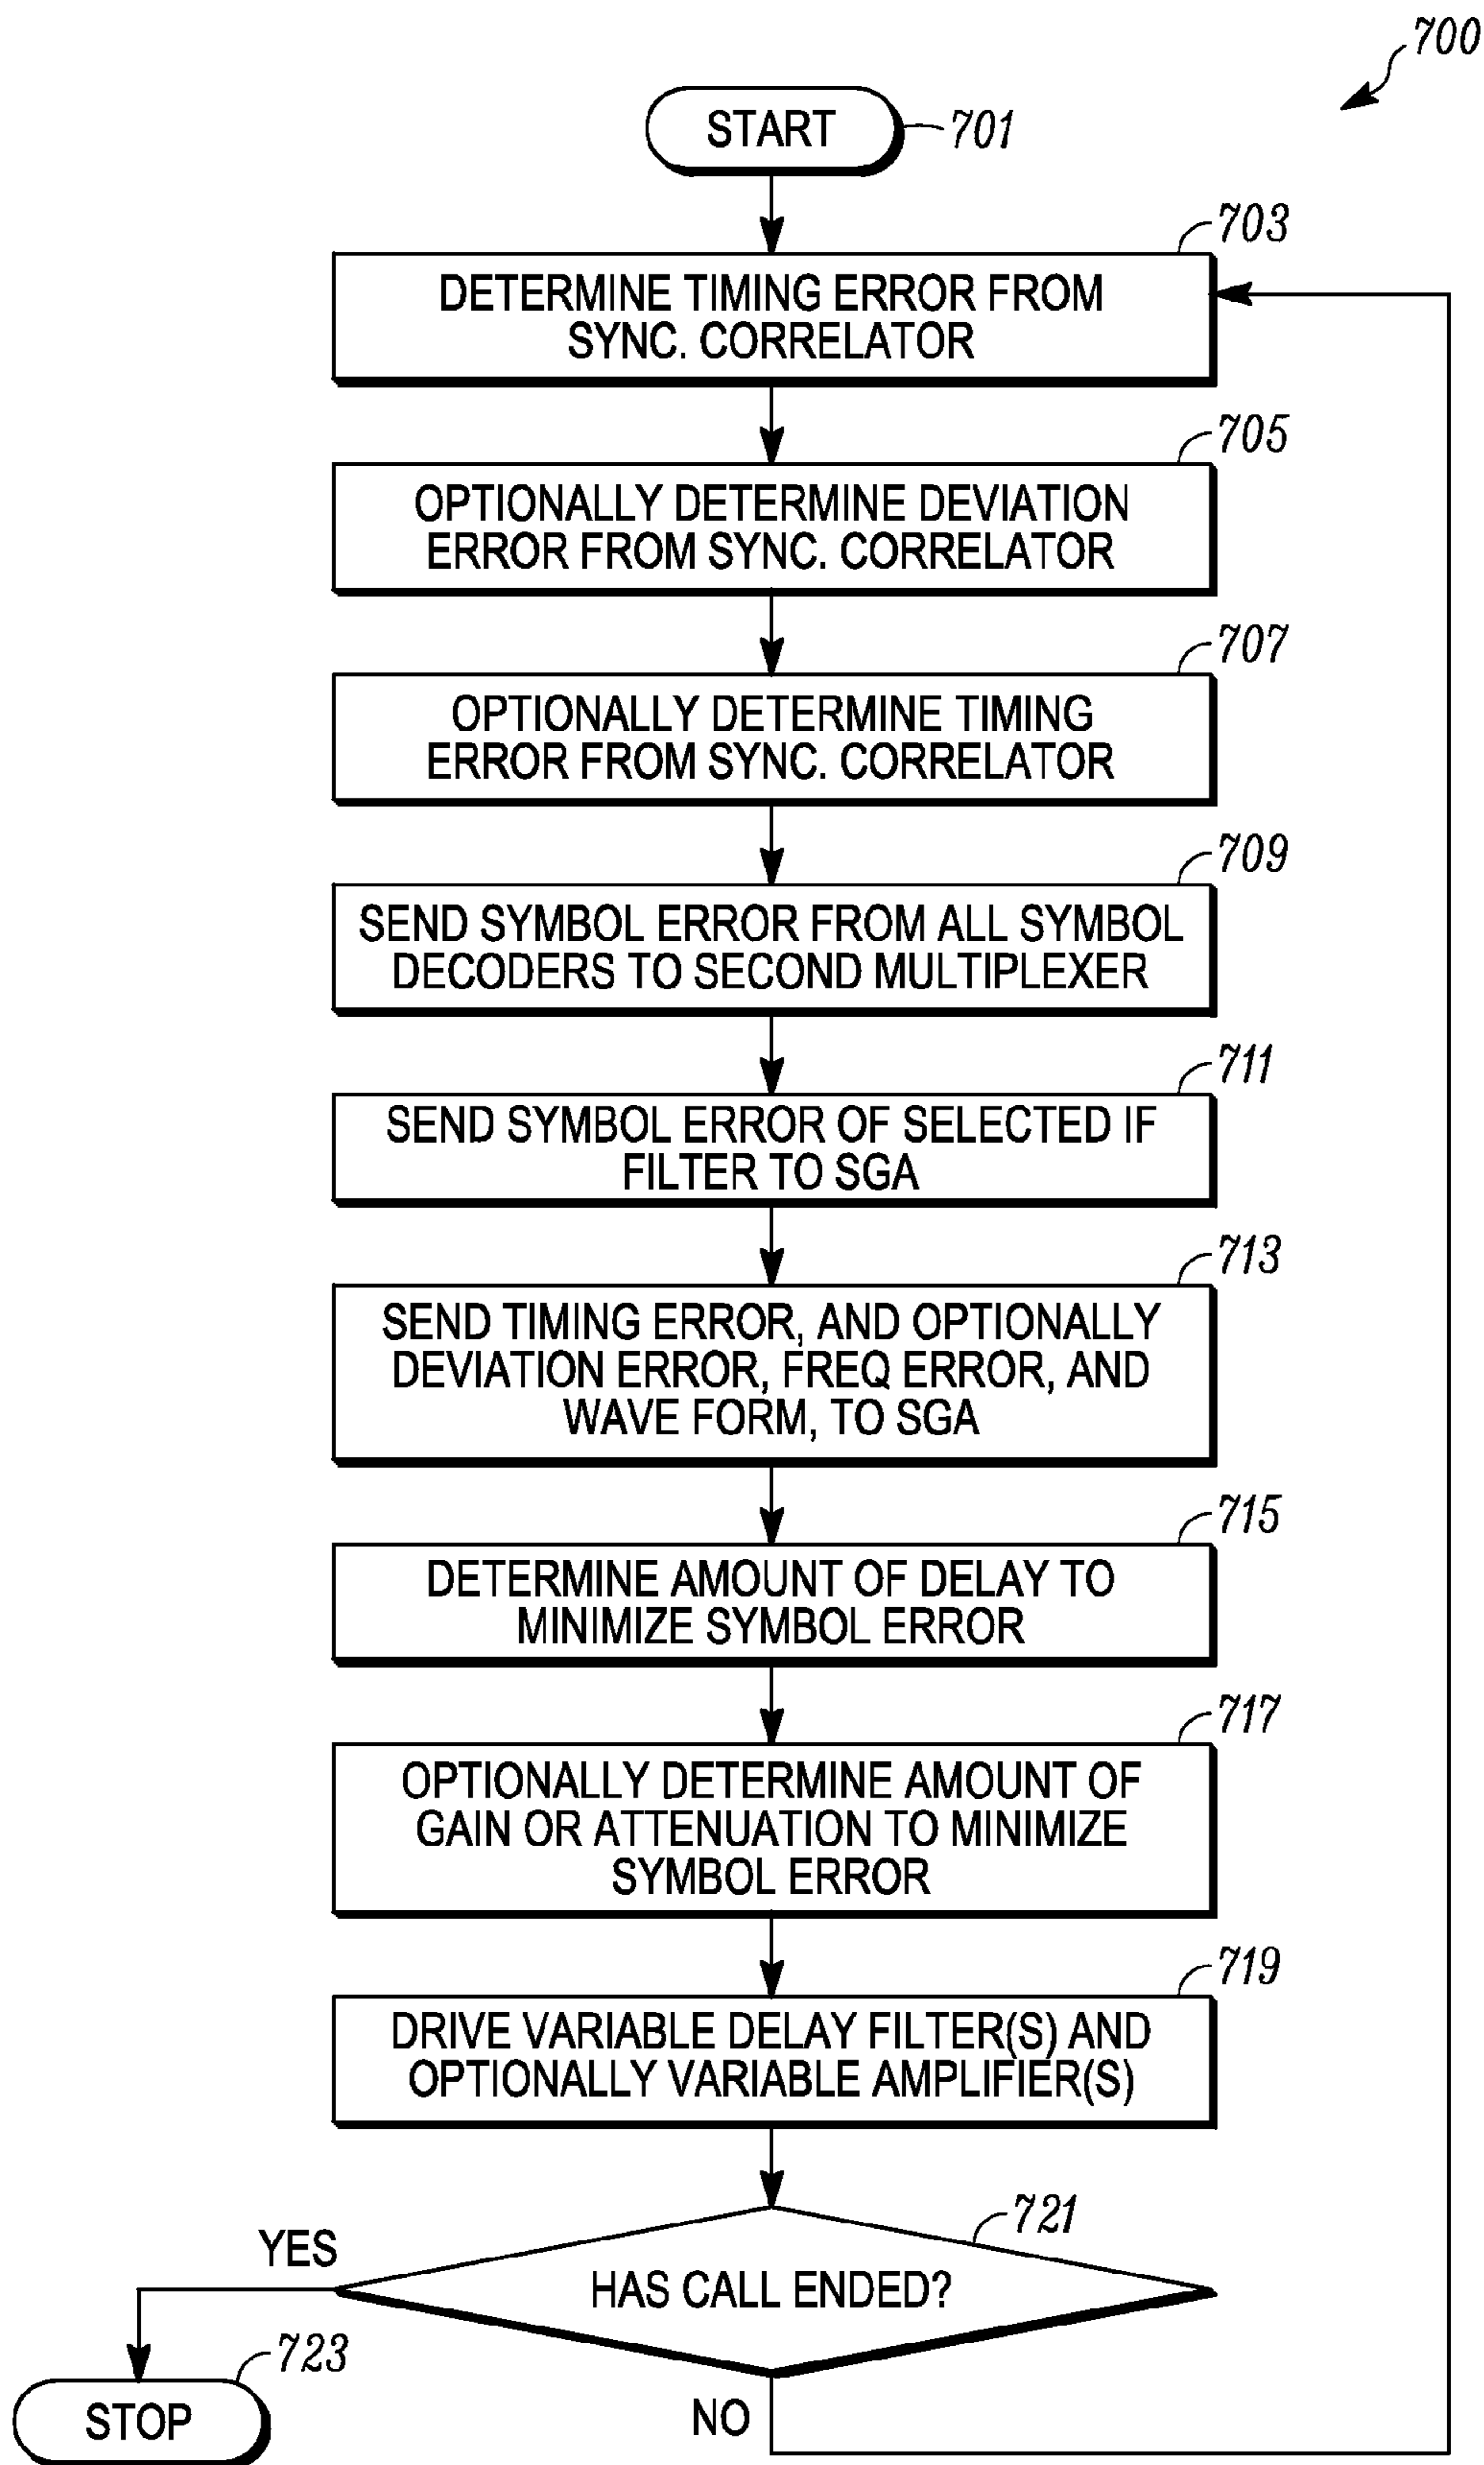 700
START
701
703
DETERMINE TIMING ERROR FROM
SYNC. CORRELATOR
705
OPTIONALLY DETERMINE DEVIATION
ERROR FROM SYNC. CORRELATOR
707
OPTIONALLY DETERMINE TIMING
ERROR FROM SYNC. CORRELATOR
709
SEND SYMBOL ERROR FROM ALL SYMBOL
DECODERS TO SECOND MULTIPLEXER
711
SEND SYMBOL ERROR OF SELECTED IF
FILTER TO SGA
713
SEND TIMING ERROR, AND OPTIONALLY
DEVIATION ERROR, FREQ ERROR, AND
WAVE FORM, TO SGA
715
DETERMINE AMOUNT OF DELAY TO
MINIMIZE SYMBOL ERROR
717
OPTIONALLY DETERMINE AMOUNT OF
GAIN OR ATTENUATION TO MINIMIZE
SYMBOL ERROR
719
DRIVE VARIABLE DELAY FILTER(S) AND
OPTIONALLY VARIABLE AMPLIFIER(S)
721
YES
HAS CALL ENDED?
723
STOP
NO